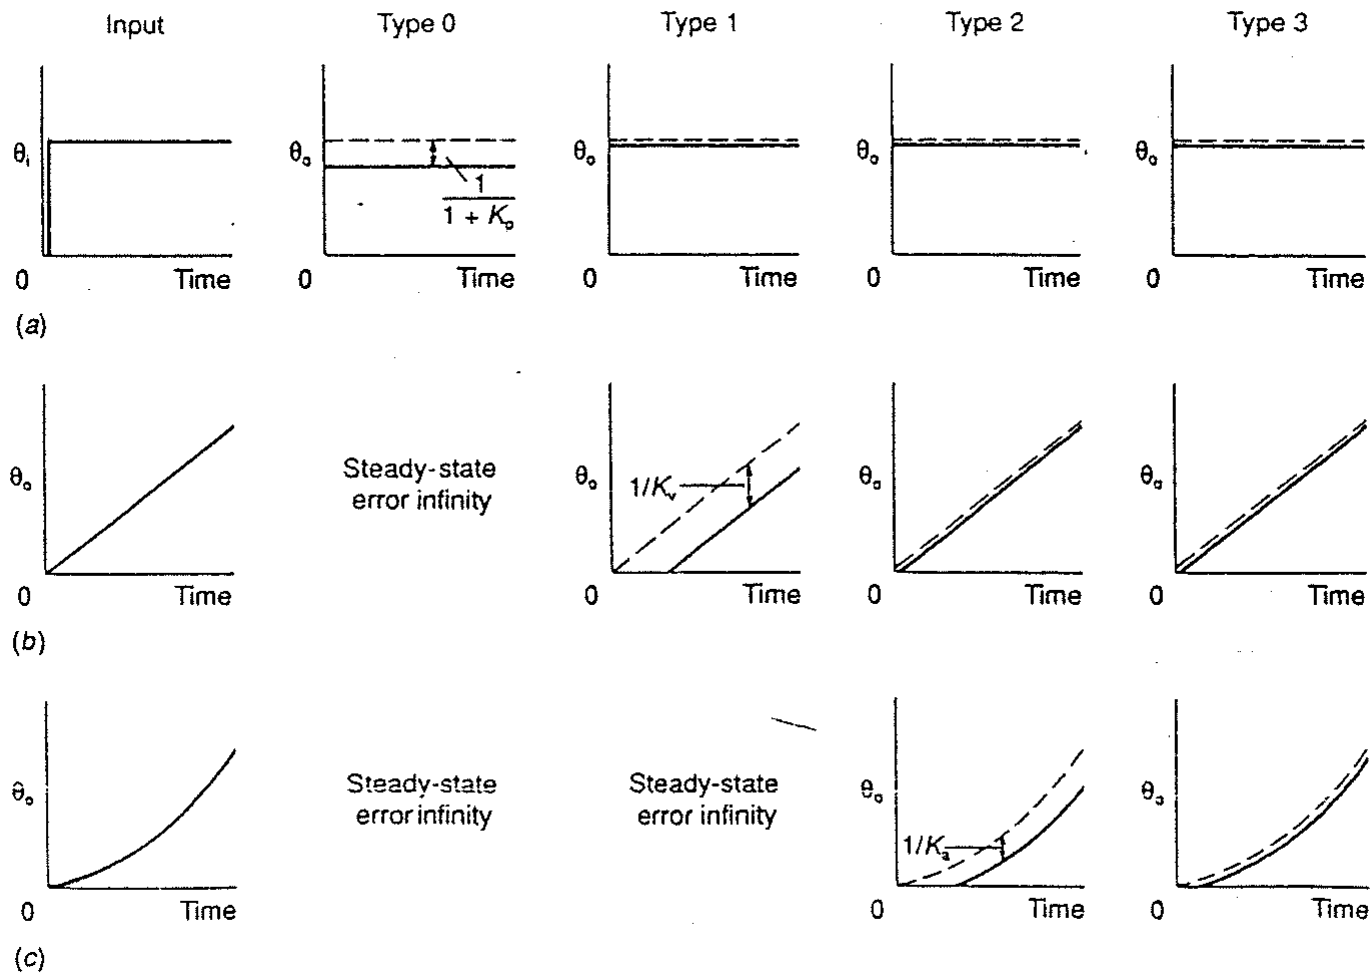 Input Type 0 Type 1 Type 2 Type 3
θi θo θo θo θo
1
1 + Kp
0 Time 0 Time 0 Time 0 Time 0 Time
(a)
θo Steady-state error infinity 1/Kv θo θo θo
0 Time 0 Time 0 Time 0 Time
(b)
θo Steady-state error infinity Steady-state error infinity θo 1/Ka θo
0 Time 0 Time 0 Time
(c)